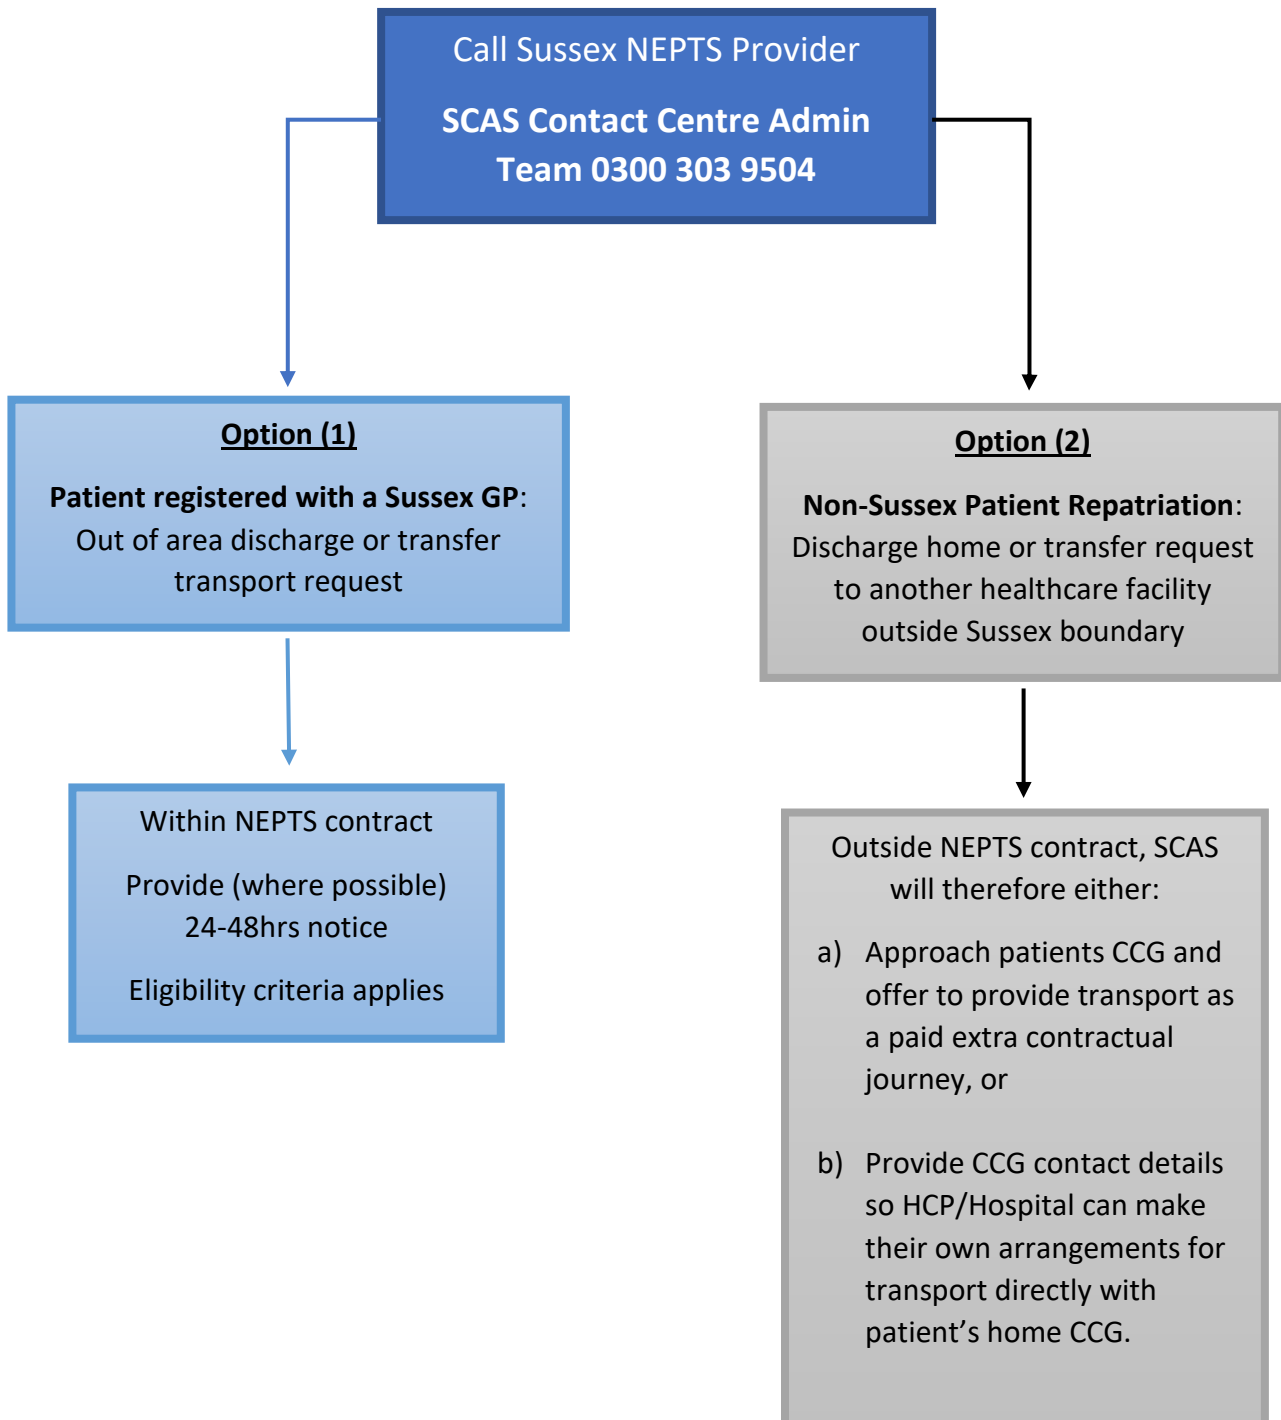 Call Sussex NEPTS Provider
SCAS Contact Centre Admin
Team 0300 303 9504
Option (1)
Patient registered with a Sussex GP:
Out of area discharge or transfer
transport request
Option (2)
Non-Sussex Patient Repatriation:
Discharge home or transfer request
to another healthcare facility
outside Sussex boundary
Within NEPTS contract
Provide (where possible)
24-48hrs notice
Eligibility criteria applies
Outside NEPTS contract, SCAS
will therefore either:
a) Approach patients CCG and
offer to provide transport as
a paid extra contractual
journey, or
b) Provide CCG contact details
so HCP/Hospital can make
their own arrangements for
transport directly with
patient’s home CCG.